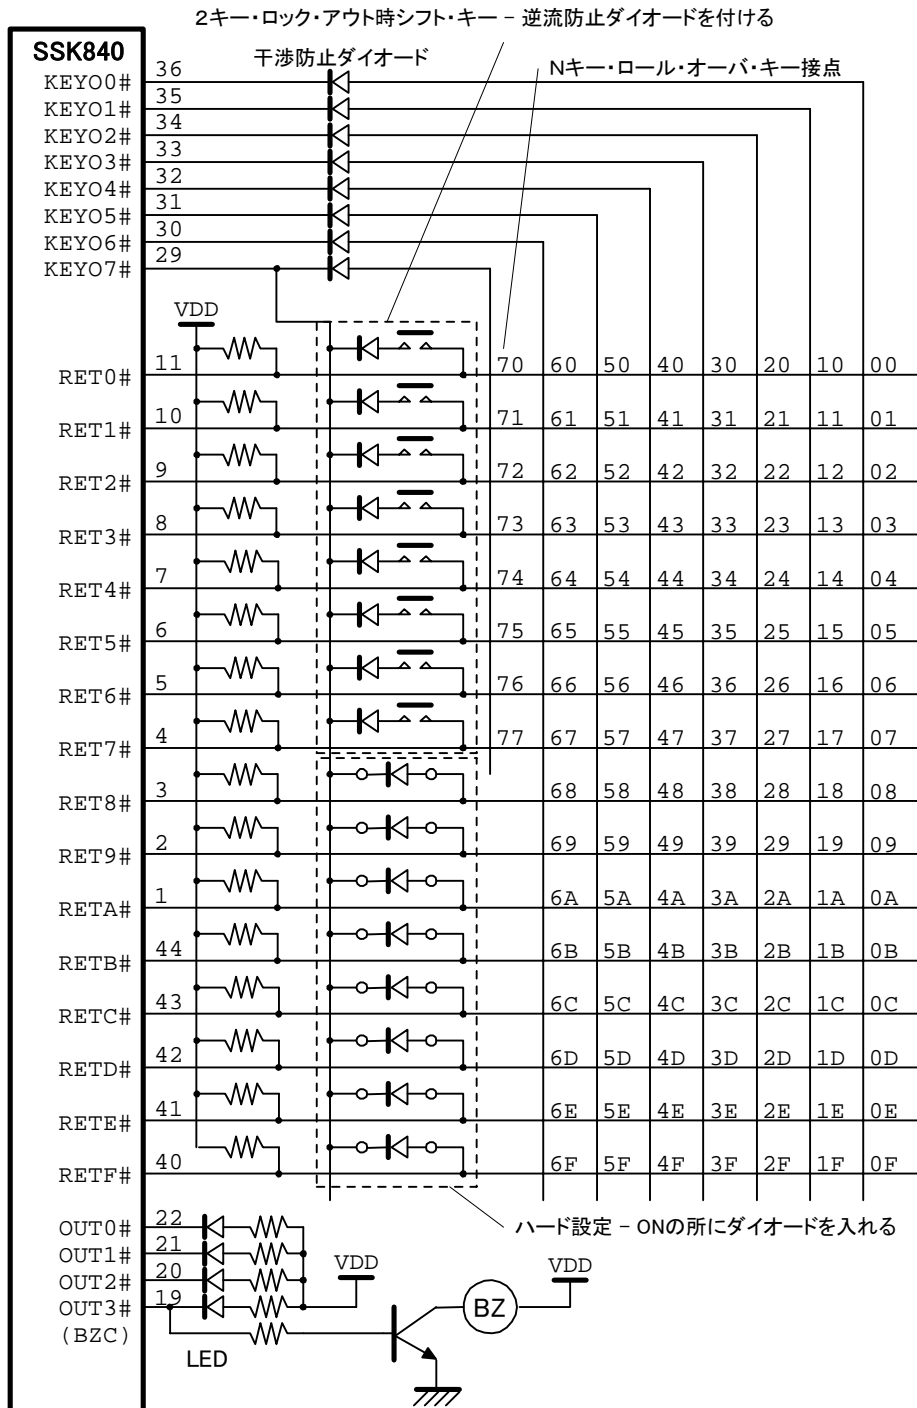 2キー・ロック・アウト時シフト・キー － 逆流防止ダイオードを付ける
SSK840
干渉防止ダイオード
Nキー・ロール・オーバ・キー接点
KEYO0# 36
KEYO1# 35
KEYO2# 34
KEYO3# 33
KEYO4# 32
KEYO5# 31
KEYO6# 30
KEYO7# 29
VDD
RET0# 11 70 60 50 40 30 20 10 00
RET1# 10 71 61 51 41 31 21 11 01
RET2# 9 72 62 52 42 32 22 12 02
RET3# 8 73 63 53 43 33 23 13 03
RET4# 7 74 64 54 44 34 24 14 04
RET5# 6 75 65 55 45 35 25 15 05
RET6# 5 76 66 56 46 36 26 16 06
RET7# 4 77 67 57 47 37 27 17 07
RET8# 3 68 58 48 38 28 18 08
RET9# 2 69 59 49 39 29 19 09
RETA# 1 6A 5A 4A 3A 2A 1A 0A
RETB# 44 6B 5B 4B 3B 2B 1B 0B
RETC# 43 6C 5C 4C 3C 2C 1C 0C
RETD# 42 6D 5D 4D 3D 2D 1D 0D
RETE# 41 6E 5E 4E 3E 2E 1E 0E
RETF# 40 6F 5F 4F 3F 2F 1F 0F
ハード設定 － ONの所にダイオードを入れる
OUT0# 22
OUT1# 21
OUT2# 20
OUT3# 19
(BZC)
VDD
VDD
BZ
LED